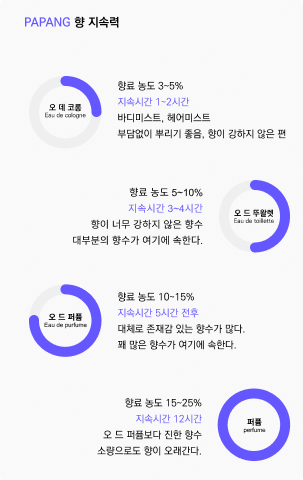 PAPANG 향 지속력
오 데 코롱
Eau de cologne
향료 농도 3~5%
지속시간 1~2시간
바디미스트, 헤어미스트
부담없이 뿌리기 좋음, 향이 강하지 않은 편
향료 농도 5~10%
지속시간 3~4시간
향이 너무 강하지 않은 향수
대부분의 향수가 여기에 속한다.
오 드 뚜왈렛
Eau de toilette
오 드 퍼퓸
Eau de purfume
향료 농도 10~15%
지속시간 5시간 전후
대체로 존재감 있는 향수가 많다.
꽤 많은 향수가 여기에 속한다.
향료 농도 15~25%
지속시간 12시간
오 드 퍼퓸보다 진한 향수
소량으로도 향이 오래간다.
퍼퓸
perfume